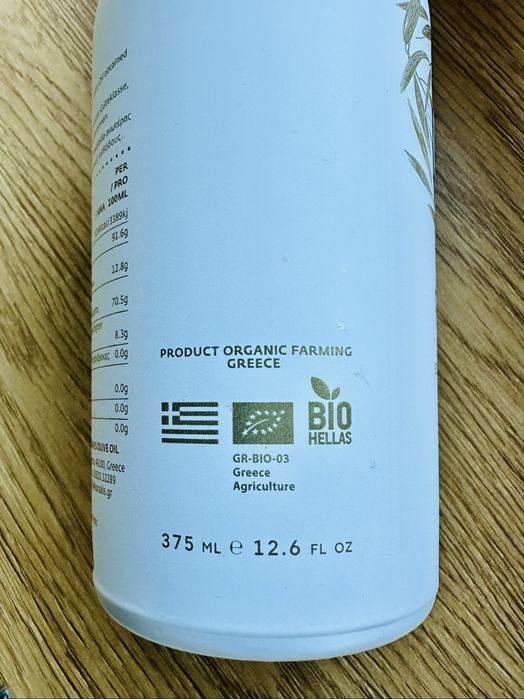 obtained
PER
/ PRO
100ML
/3389kj
91.6g
12.8g
70.5g
8.3g
0.0g
0.0g
0.0g
0.0g
OLIVE OIL
, Greece
PRODUCT ORGANIC FARMING
GREECE
BIO
HELLAS
GR-BIO-03
Greece
Agriculture
375 ML ℮ 12.6 FL OZ